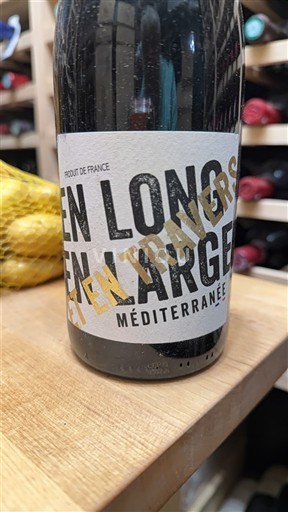 PRODUIT DE FRANCE
EN LONG
EN LARGE
ET EN TRAVERS
MÉDITERRANÉE